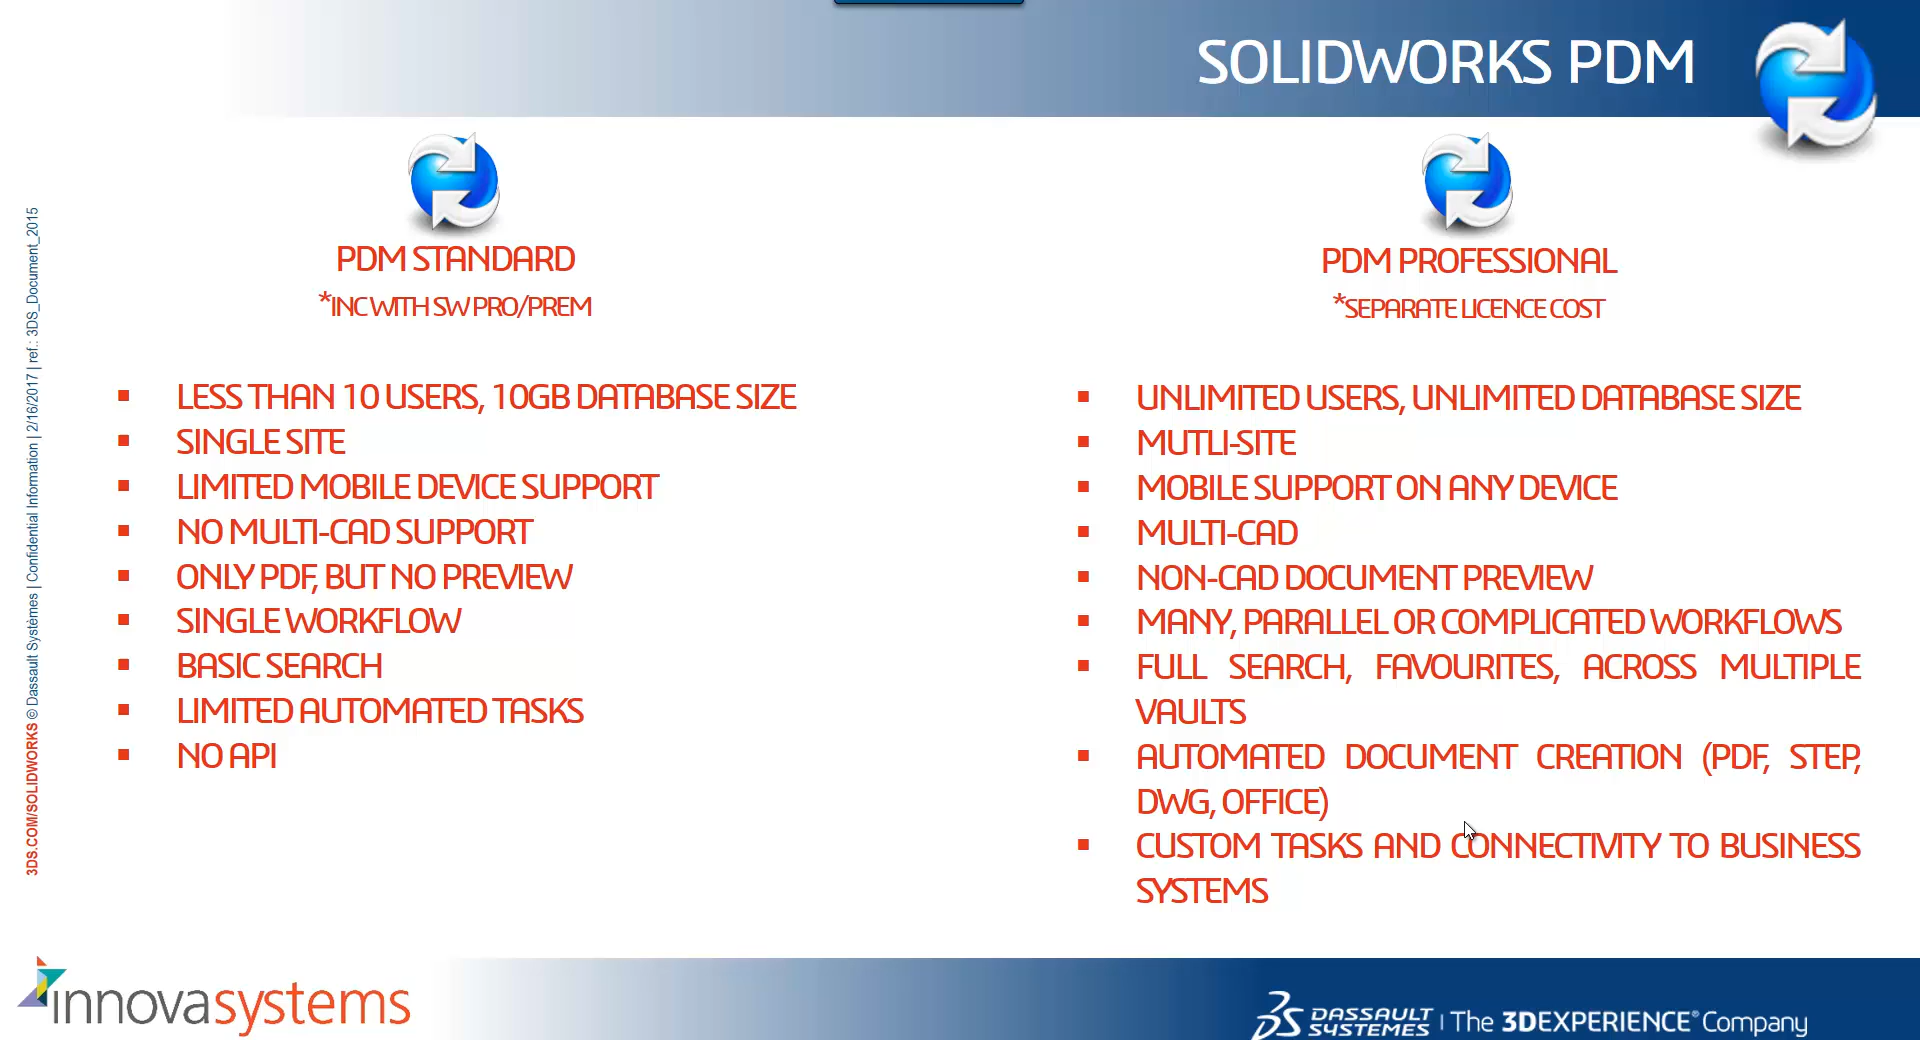 SOLIDWORKS PDM
3DS.COM/SOLIDWORKS © Dassault Systèmes | Confidential Information | 2/16/2017 | ref.: 3DS_Document_2015
PDM STANDARD
*INC WITH SW PRO/PREM
LESS THAN 10 USERS, 10GB DATABASE SIZE
SINGLE SITE
LIMITED MOBILE DEVICE SUPPORT
NO MULTI-CAD SUPPORT
ONLY PDF, BUT NO PREVIEW
SINGLE WORKFLOW
BASIC SEARCH
LIMITED AUTOMATED TASKS
NO API
PDM PROFESSIONAL
*SEPARATE LICENCE COST
UNLIMITED USERS, UNLIMITED DATABASE SIZE
MUTLI-SITE
MOBILE SUPPORT ON ANY DEVICE
MULTI-CAD
NON-CAD DOCUMENT PREVIEW
MANY, PARALLEL OR COMPLICATED WORKFLOWS
FULL SEARCH, FAVOURITES, ACROSS MULTIPLE
VAULTS
AUTOMATED DOCUMENT CREATION (PDF, STEP,
DWG, OFFICE)
CUSTOM TASKS AND CONNECTIVITY TO BUSINESS
SYSTEMS
innovasystems
DASSAULT SYSTEMES | The 3DEXPERIENCE® Company